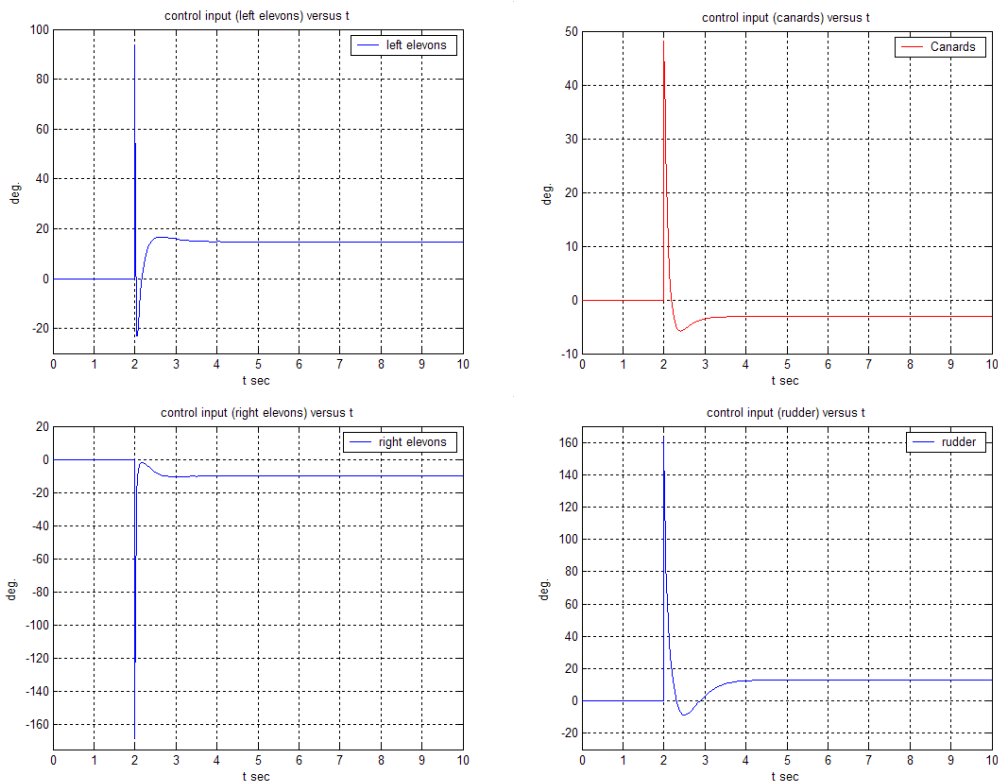 control input (left elevons) versus t
left elevons
100
80
60
40
20
0
-20
deg.
0 1 2 3 4 5 6 7 8 9 10
t sec
control input (canards) versus t
Canards
50
40
30
20
10
0
-10
deg.
0 1 2 3 4 5 6 7 8 9 10
t sec
control input (right elevons) versus t
right elevons
20
0
-20
-40
-60
-80
-100
-120
-140
-160
deg.
0 1 2 3 4 5 6 7 8 9 10
t sec
control input (rudder) versus t
rudder
160
140
120
100
80
60
40
20
0
-20
deg.
0 1 2 3 4 5 6 7 8 9 10
t sec